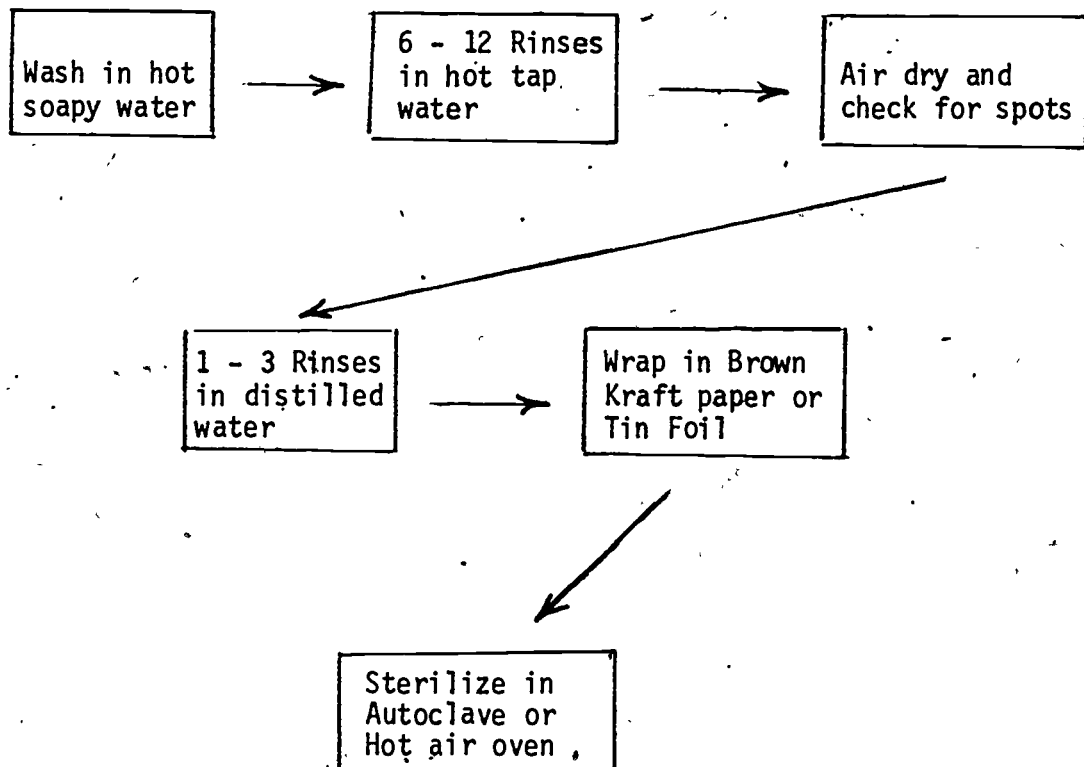 Wash in hot
soapy water
6 - 12 Rinses
in hot tap
water
Air dry and
check for spots
1 - 3 Rinses
in distilled
water
Wrap in Brown
Kraft paper or
Tin Foil
Sterilize in
Autoclave or
Hot air oven